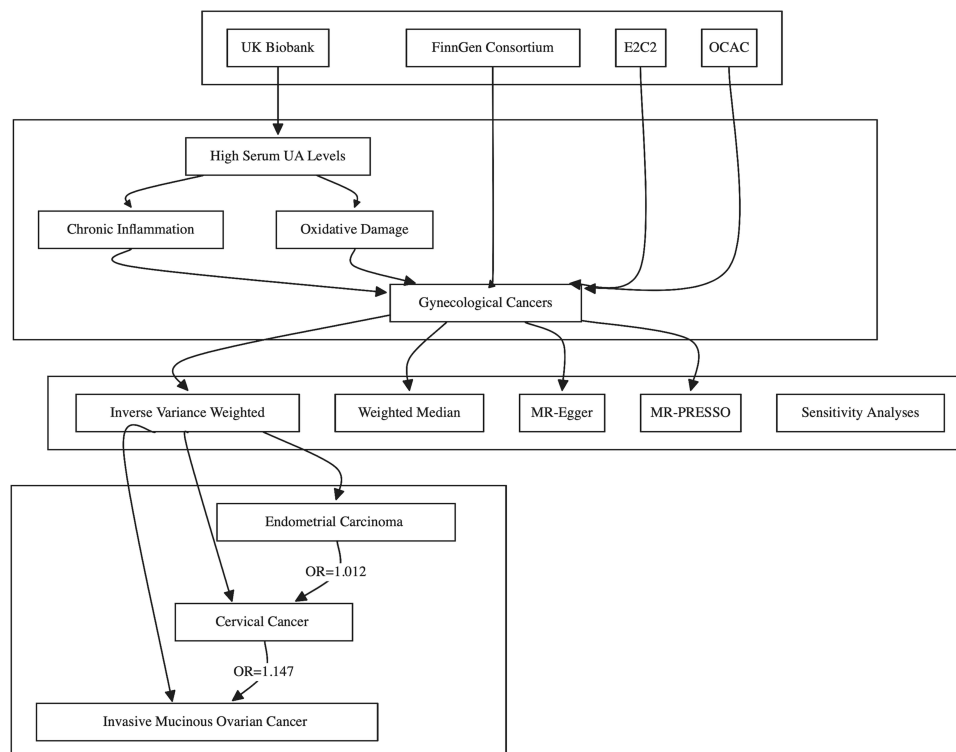 UK Biobank
FinnGen Consortium
E2C2
OCAC
High Serum UA Levels
Chronic Inflammation
Oxidative Damage
Gynecological Cancers
Inverse Variance Weighted
Weighted Median
MR-Egger
MR-PRESSO
Sensitivity Analyses
Endometrial Carcinoma
OR=1.012
Cervical Cancer
OR=1.147
Invasive Mucinous Ovarian Cancer